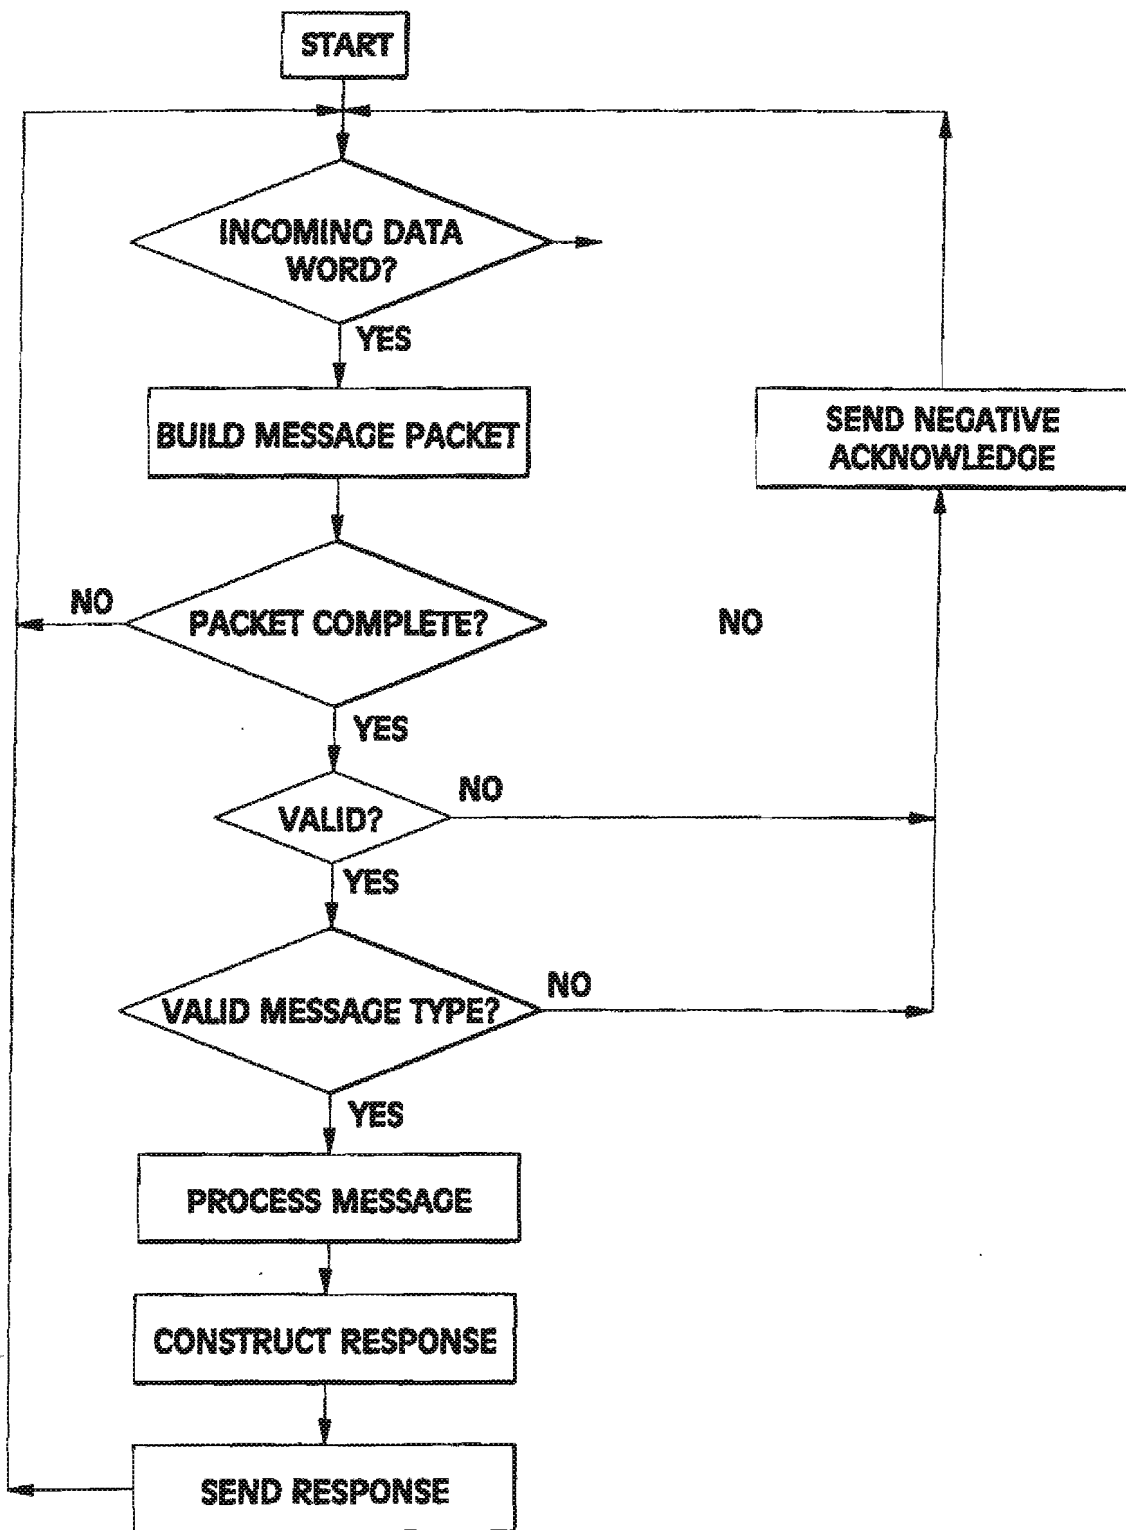 START
INCOMING DATA
WORD?
YES
BUILD MESSAGE PACKET
SEND NEGATIVE
ACKNOWLEDGE
NO
PACKET COMPLETE?
NO
YES
VALID?
NO
YES
VALID MESSAGE TYPE?
NO
YES
PROCESS MESSAGE
CONSTRUCT RESPONSE
SEND RESPONSE